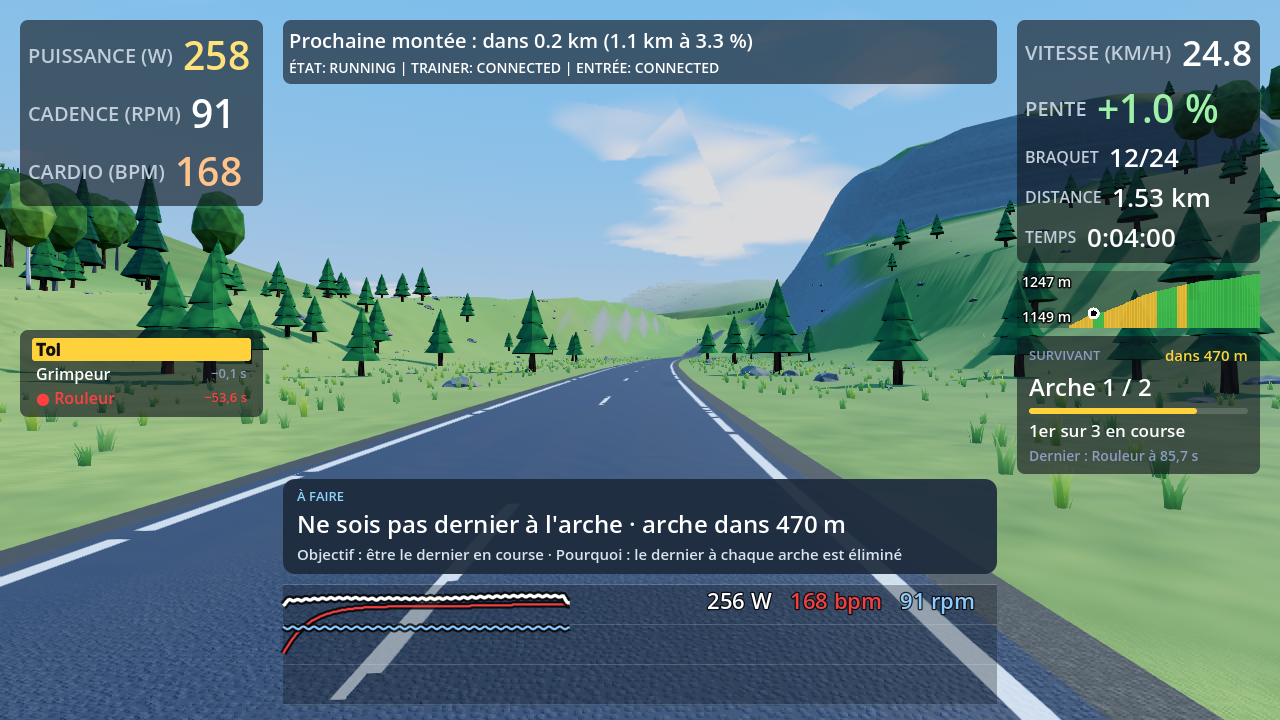 PUISSANCE (W) 258
CADENCE (RPM) 91
CARDIO (BPM) 168
Prochaine montée : dans 0.2 km (1.1 km à 3.3 %)
ÉTAT: RUNNING | TRAINER: CONNECTED | ENTRÉE: CONNECTED
VITESSE (KM/H) 24.8
PENTE +1.0 %
BRAQUET 12/24
DISTANCE 1.53 km
TEMPS 0:04:00
1247 m
1149 m
Toi
Grimpeur −0,1 s
Rouleur −53,6 s
SURVIVANT dans 470 m
Arche 1 / 2
1er sur 3 en course
Dernier : Rouleur à 85,7 s
À FAIRE
Ne sois pas dernier à l'arche · arche dans 470 m
Objectif : être le dernier en course · Pourquoi : le dernier à chaque arche est éliminé
256 W 168 bpm 91 rpm